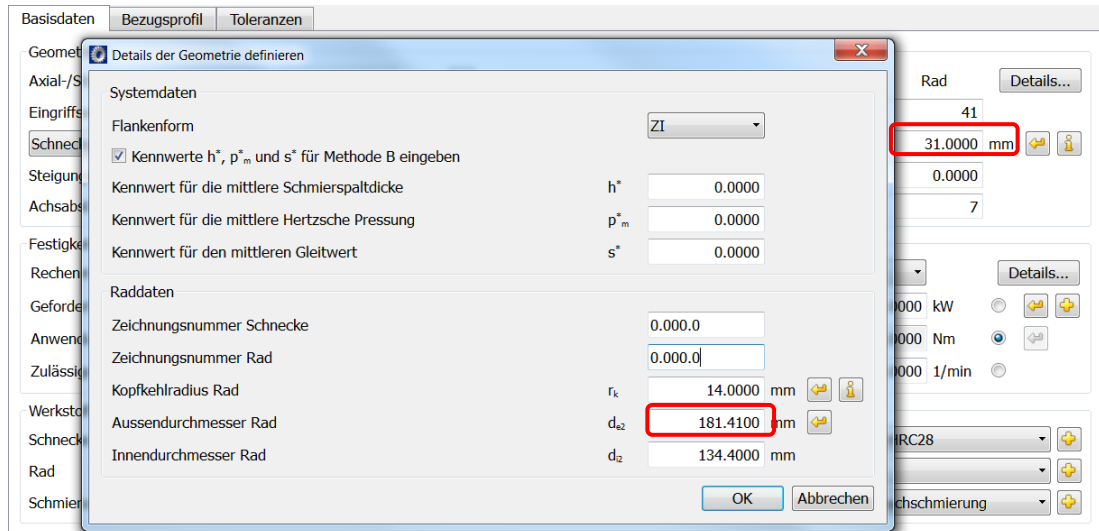 Basisdaten Bezugsprofil Toleranzen
Details der Geometrie definieren
Rad Details...
Systemdaten
41
Flankenform ZI
31.0000 mm
Kennwerte h*, p*m und s* für Methode B eingeben
0.0000
Kennwert für die mittlere Schmierspaltdicke h* 0.0000
7
Kennwert für die mittlere Hertzsche Pressung p*m 0.0000
Kennwert für den mittleren Gleitwert s* 0.0000
Details...
Raddaten
kW
Zeichnungsnummer Schnecke 0.000.0
Nm
Zeichnungsnummer Rad 0.000.0
1/min
Kopfkehlradius Rad rk 14.0000 mm
Aussendurchmesser Rad de2 181.4100 mm
Schneck
Innendurchmesser Rad di2 134.4000 mm
Rad
OK Abbrechen
Schmier
chschmierung